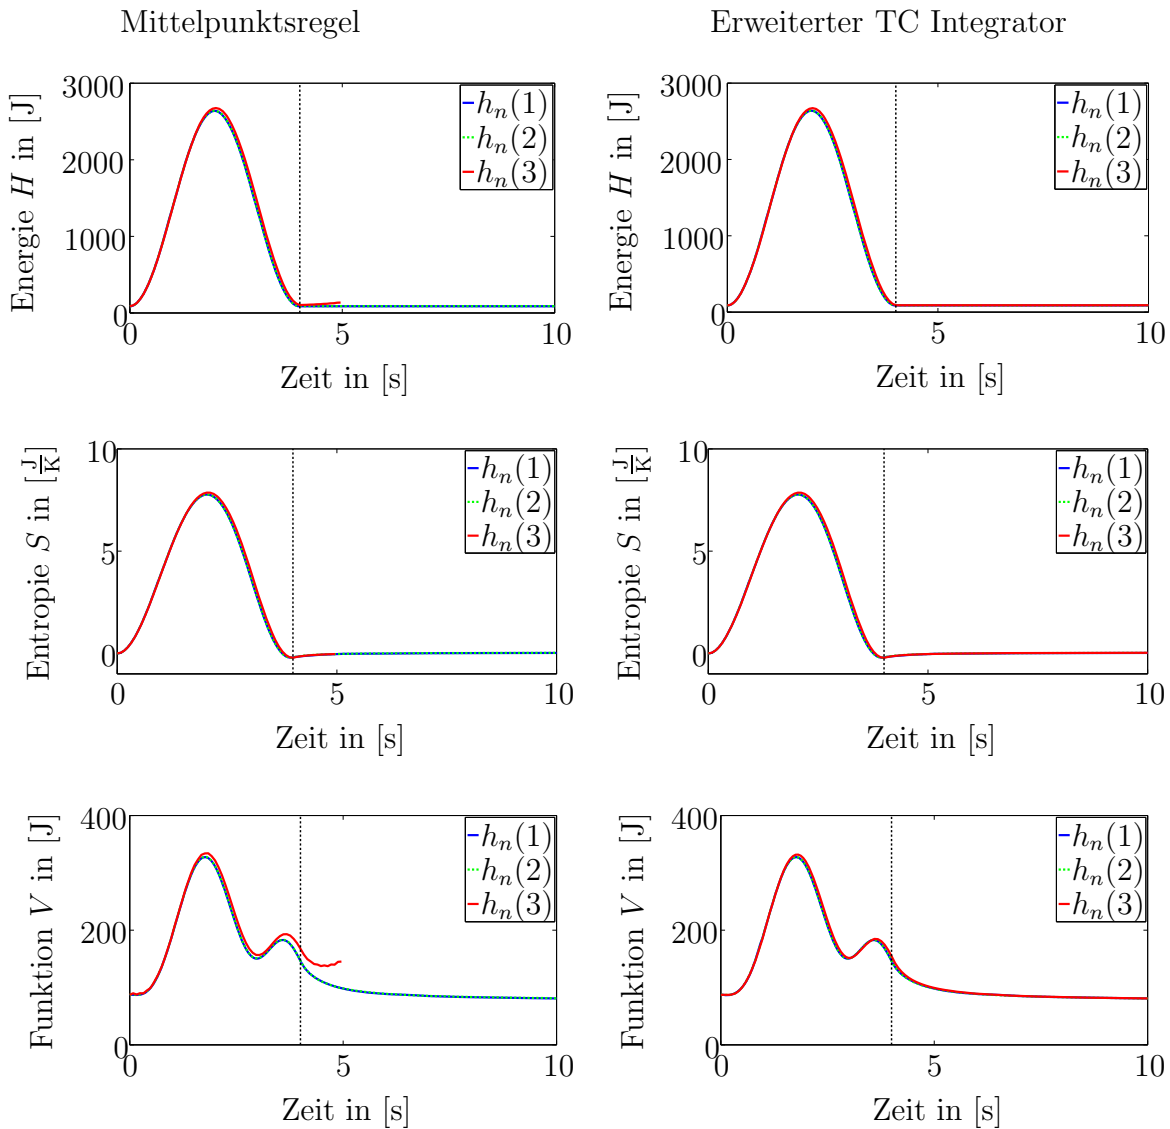 Mittelpunktsregel
Erweiterter TC Integrator
Energie H in [J]
3000
2000
1000
0
0
5
10
Zeit in [s]
h_n(1)
h_n(2)
h_n(3)
Energie H in [J]
3000
2000
1000
0
0
5
10
Zeit in [s]
h_n(1)
h_n(2)
h_n(3)
Entropie S in [J/K]
10
5
0
0
5
10
Zeit in [s]
h_n(1)
h_n(2)
h_n(3)
Entropie S in [J/K]
10
5
0
0
5
10
Zeit in [s]
h_n(1)
h_n(2)
h_n(3)
Funktion V in [J]
400
200
0
0
5
10
Zeit in [s]
h_n(1)
h_n(2)
h_n(3)
Funktion V in [J]
400
200
0
0
5
10
Zeit in [s]
h_n(1)
h_n(2)
h_n(3)